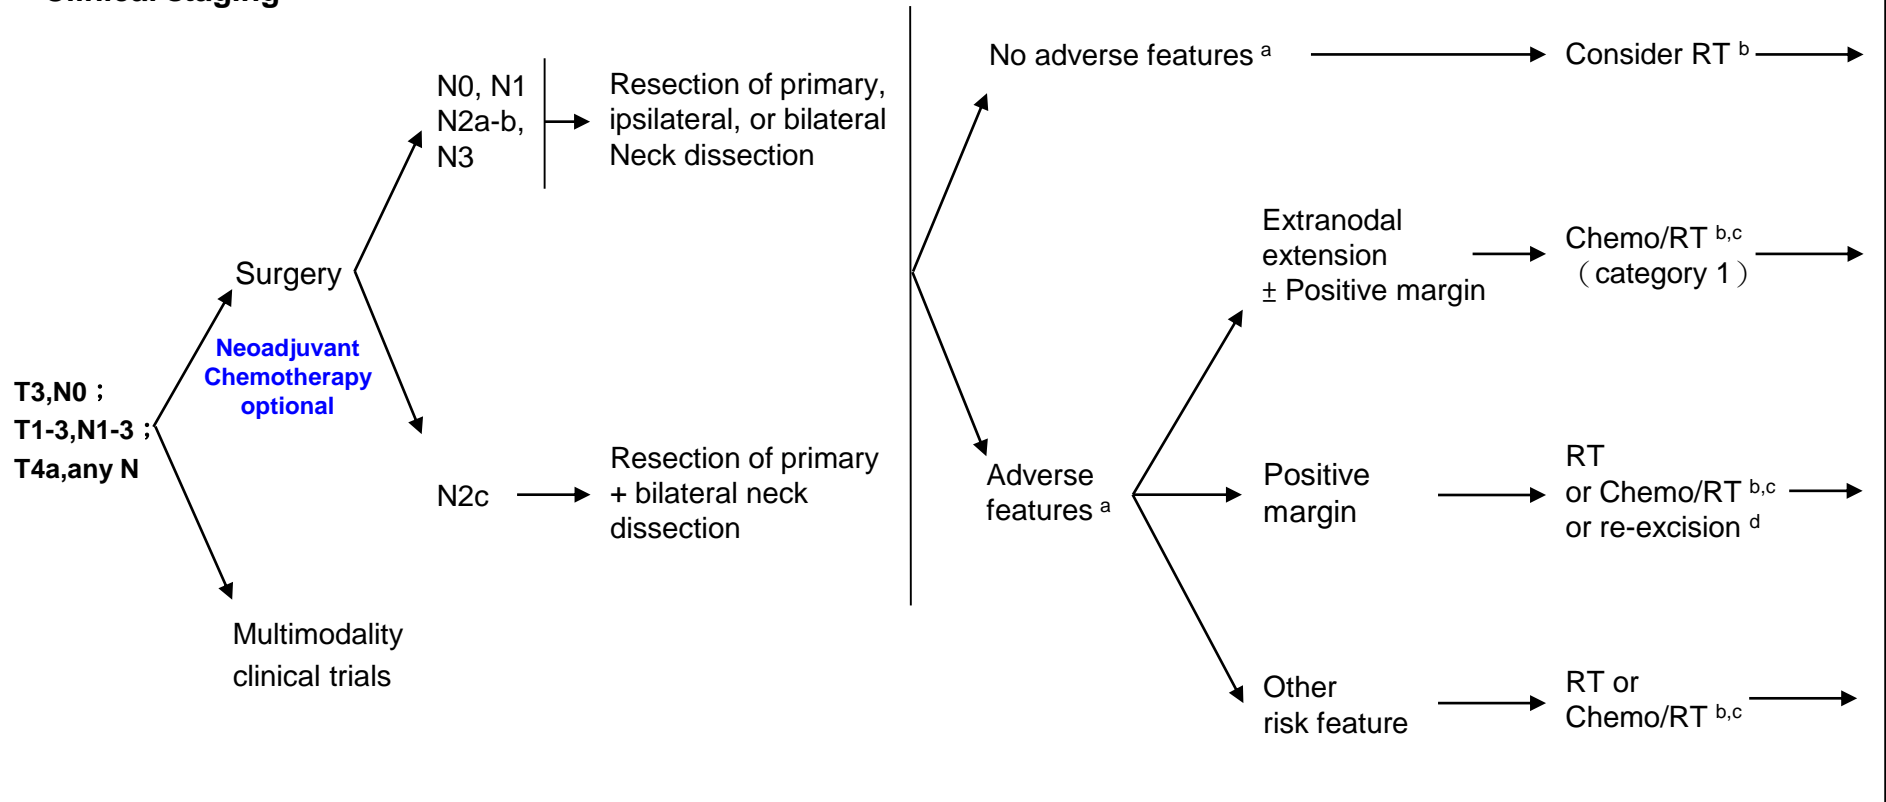 Clinical staging
T3,N0；
T1-3,N1-3；
T4a,any N
Surgery
Neoadjuvant
Chemotherapy
optional
Multimodality
clinical trials
N0, N1
N2a-b,
N3
Resection of primary,
ipsilateral, or bilateral
Neck dissection
N2c
Resection of primary
+ bilateral neck
dissection
No adverse features a
Consider RT b
Adverse
features a
Extranodal
extension
± Positive margin
Chemo/RT b,c
（category 1）
Positive
margin
RT
or Chemo/RT b,c
or re-excision d
Other
risk feature
RT or
Chemo/RT b,c